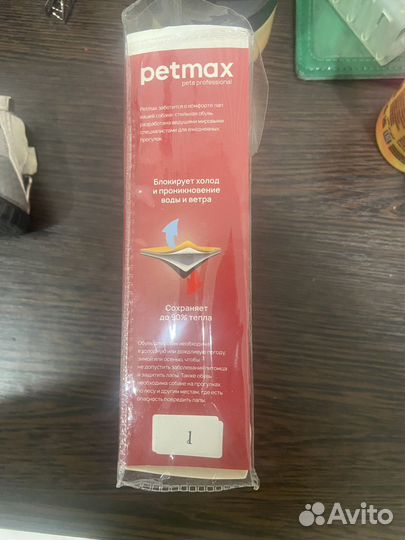 petmax
pets professional
Petmax заботится о комфорте лап
вашей собаки: стильная обувь,
разработана ведущими мировыми
специалистами для ежедневных
прогулок.
Блокирует холод
и проникновение
воды и ветра
Сохраняет
до 90% тепла
Обувь для собак необходима
в холодную или дождливую погоду,
зимой или осенью, чтобы
не допустить заболевания питомца
и защитить лапы. Также обувь
необходима собаке на прогулках
по лесу и другим местам, где есть
опасность повредить лапы.
1
Avito